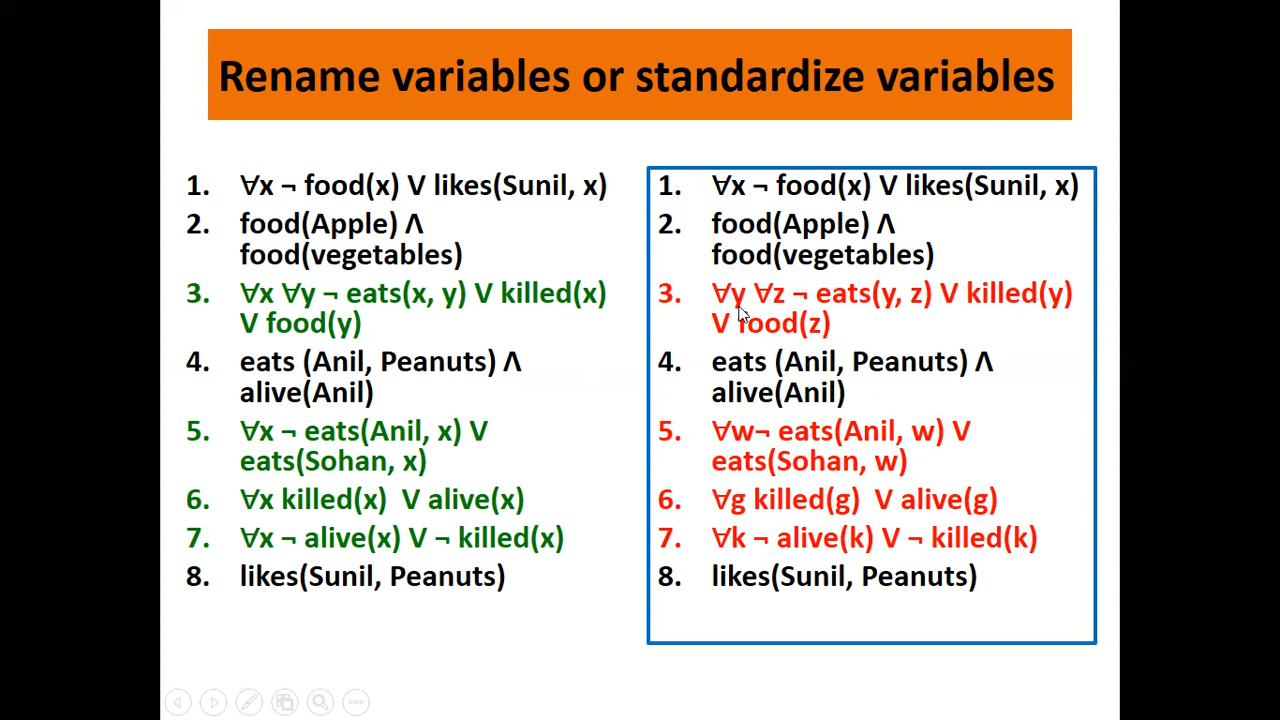 Rename variables or standardize variables
1. ∀x ¬ food(x) V likes(Sunil, x)
2. food(Apple) Λ
food(vegetables)
3. ∀x ∀y ¬ eats(x, y) V killed(x)
V food(y)
4. eats (Anil, Peanuts) Λ
alive(Anil)
5. ∀x ¬ eats(Anil, x) V
eats(Sohan, x)
6. ∀x killed(x)  V alive(x)
7. ∀x ¬ alive(x) V ¬ killed(x)
8. likes(Sunil, Peanuts)
1. ∀x ¬ food(x) V likes(Sunil, x)
2. food(Apple) Λ
food(vegetables)
3. ∀y ∀z ¬ eats(y, z) V killed(y)
V food(z)
4. eats (Anil, Peanuts) Λ
alive(Anil)
5. ∀w¬ eats(Anil, w) V
eats(Sohan, w)
6. ∀g killed(g)  V alive(g)
7. ∀k ¬ alive(k) V ¬ killed(k)
8. likes(Sunil, Peanuts)